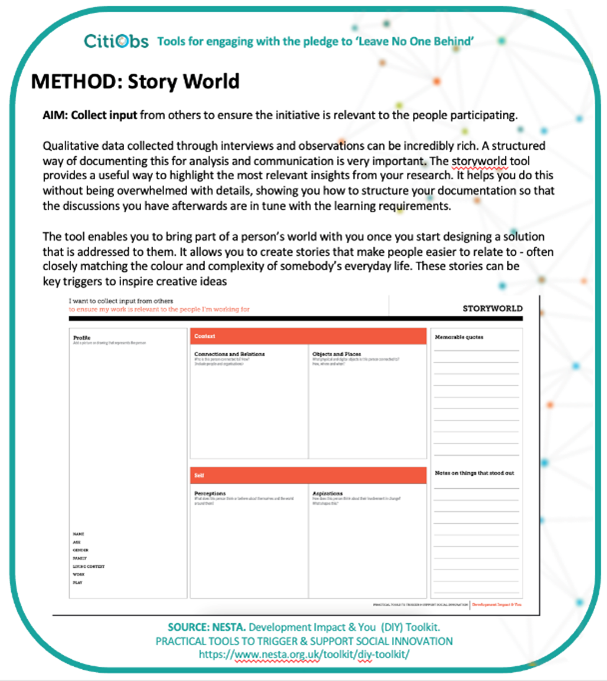 CitiObs Tools for engaging with the pledge to ‘Leave No One Behind’
METHOD: Story World
AIM: Collect input from others to ensure the initiative is relevant to the people participating.
Qualitative data collected through interviews and observations can be incredibly rich. A structured
way of documenting this for analysis and communication is very important. The storyworld tool
provides a useful way to highlight the most relevant insights from your research. It helps you do this
without being overwhelmed with details, showing you how to structure your documentation so that
the discussions you have afterwards are in tune with the learning requirements.
The tool enables you to bring part of a person’s world with you once you start designing a solution
that is addressed to them. It allows you to create stories that make people easier to relate to - often
closely matching the colour and complexity of somebody’s everyday life. These stories can be
key triggers to inspire creative ideas
I want to collect input from others
to ensure my work is relevant to the people I'm working for
STORYWORLD
Profile
Context
Connections and Relations
Objects and Places
Memorable quotes
Self
Perceptions
Aspirations
Notes on things that stood out
NAME
AGE
GENDER
FAMILY
LIVING CONTEXT
WORK
PLAY
PRACTICAL TOOLS TO TRIGGER & SUPPORT SOCIAL INNOVATION Development Impact & You
SOURCE: NESTA. Development Impact & You (DIY) Toolkit.
PRACTICAL TOOLS TO TRIGGER & SUPPORT SOCIAL INNOVATION
https://www.nesta.org.uk/toolkit/diy-toolkit/